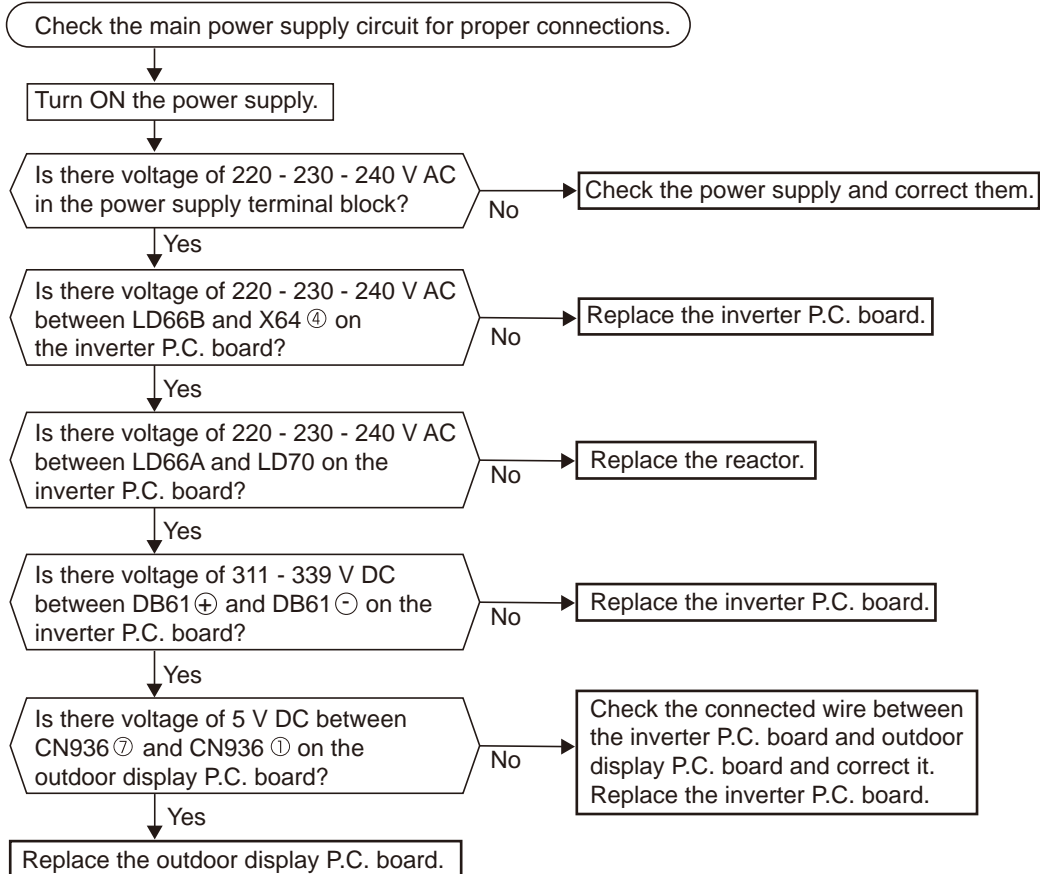 Check the main power supply circuit for proper connections.
Turn ON the power supply.
Is there voltage of 220 - 230 - 240 V AC
in the power supply terminal block?
No
Check the power supply and correct them.
Yes
Is there voltage of 220 - 230 - 240 V AC
between LD66B and X64 ④ on
the inverter P.C. board?
No
Replace the inverter P.C. board.
Yes
Is there voltage of 220 - 230 - 240 V AC
between LD66A and LD70 on the
inverter P.C. board?
No
Replace the reactor.
Yes
Is there voltage of 311 - 339 V DC
between DB61 ⊕ and DB61 ⊖ on the
inverter P.C. board?
No
Replace the inverter P.C. board.
Yes
Is there voltage of 5 V DC between
CN936 ⑦ and CN936 ① on the
outdoor display P.C. board?
No
Check the connected wire between
the inverter P.C. board and outdoor
display P.C. board and correct it.
Replace the inverter P.C. board.
Yes
Replace the outdoor display P.C. board.